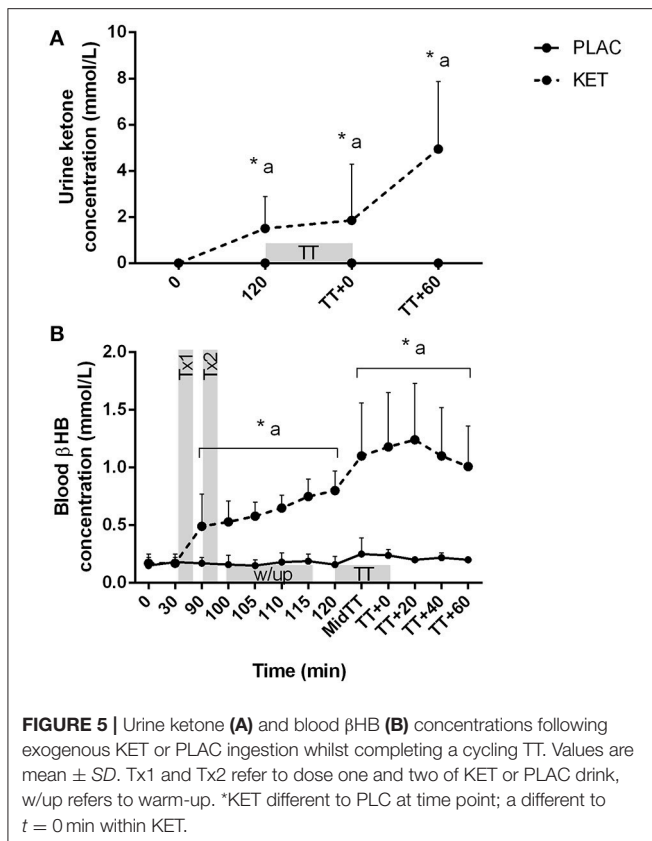 A
PLAC
KET
Urine ketone
concentration (mmol/L)
10
8
6
4
2
0
* a
* a
* a
TT
0
120
TT+0
TT+60
B
Blood βHB
concentration (mmol/L)
2.0
1.5
1.0
0.5
0.0
Tx1
Tx2
* a
* a
w/up
TT
0
30
90
100
105
110
115
120
MidTT
TT+0
TT+20
TT+40
TT+60
Time (min)
FIGURE 5 | Urine ketone (A) and blood βHB (B) concentrations following
exogenous KET or PLAC ingestion whilst completing a cycling TT. Values are
mean ± SD. Tx1 and Tx2 refer to dose one and two of KET or PLAC drink,
w/up refers to warm-up. *KET different to PLC at time point; a different to
t = 0 min within KET.